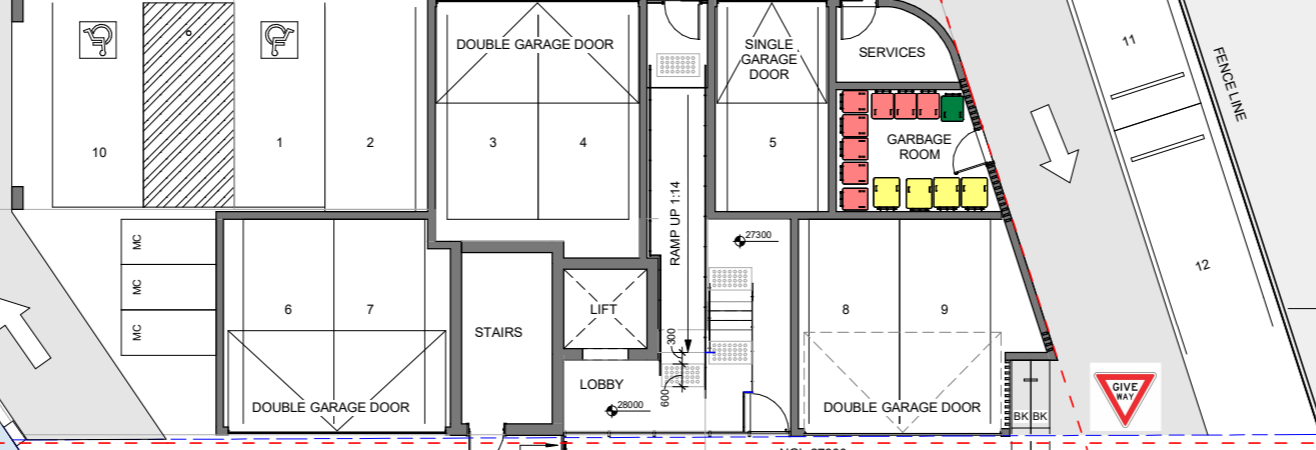 DOUBLE GARAGE DOOR
SINGLE
GARAGE
DOOR
SERVICES
11
FENCE LINE
10
1
2
3
4
5
GARBAGE
ROOM
RAMP UP 1:14
MC
MC
MC
27300
12
6
7
STAIRS
LIFT
300
8
9
LOBBY
600
28000
DOUBLE GARAGE DOOR
DOUBLE GARAGE DOOR
BK
BK
GIVE
WAY